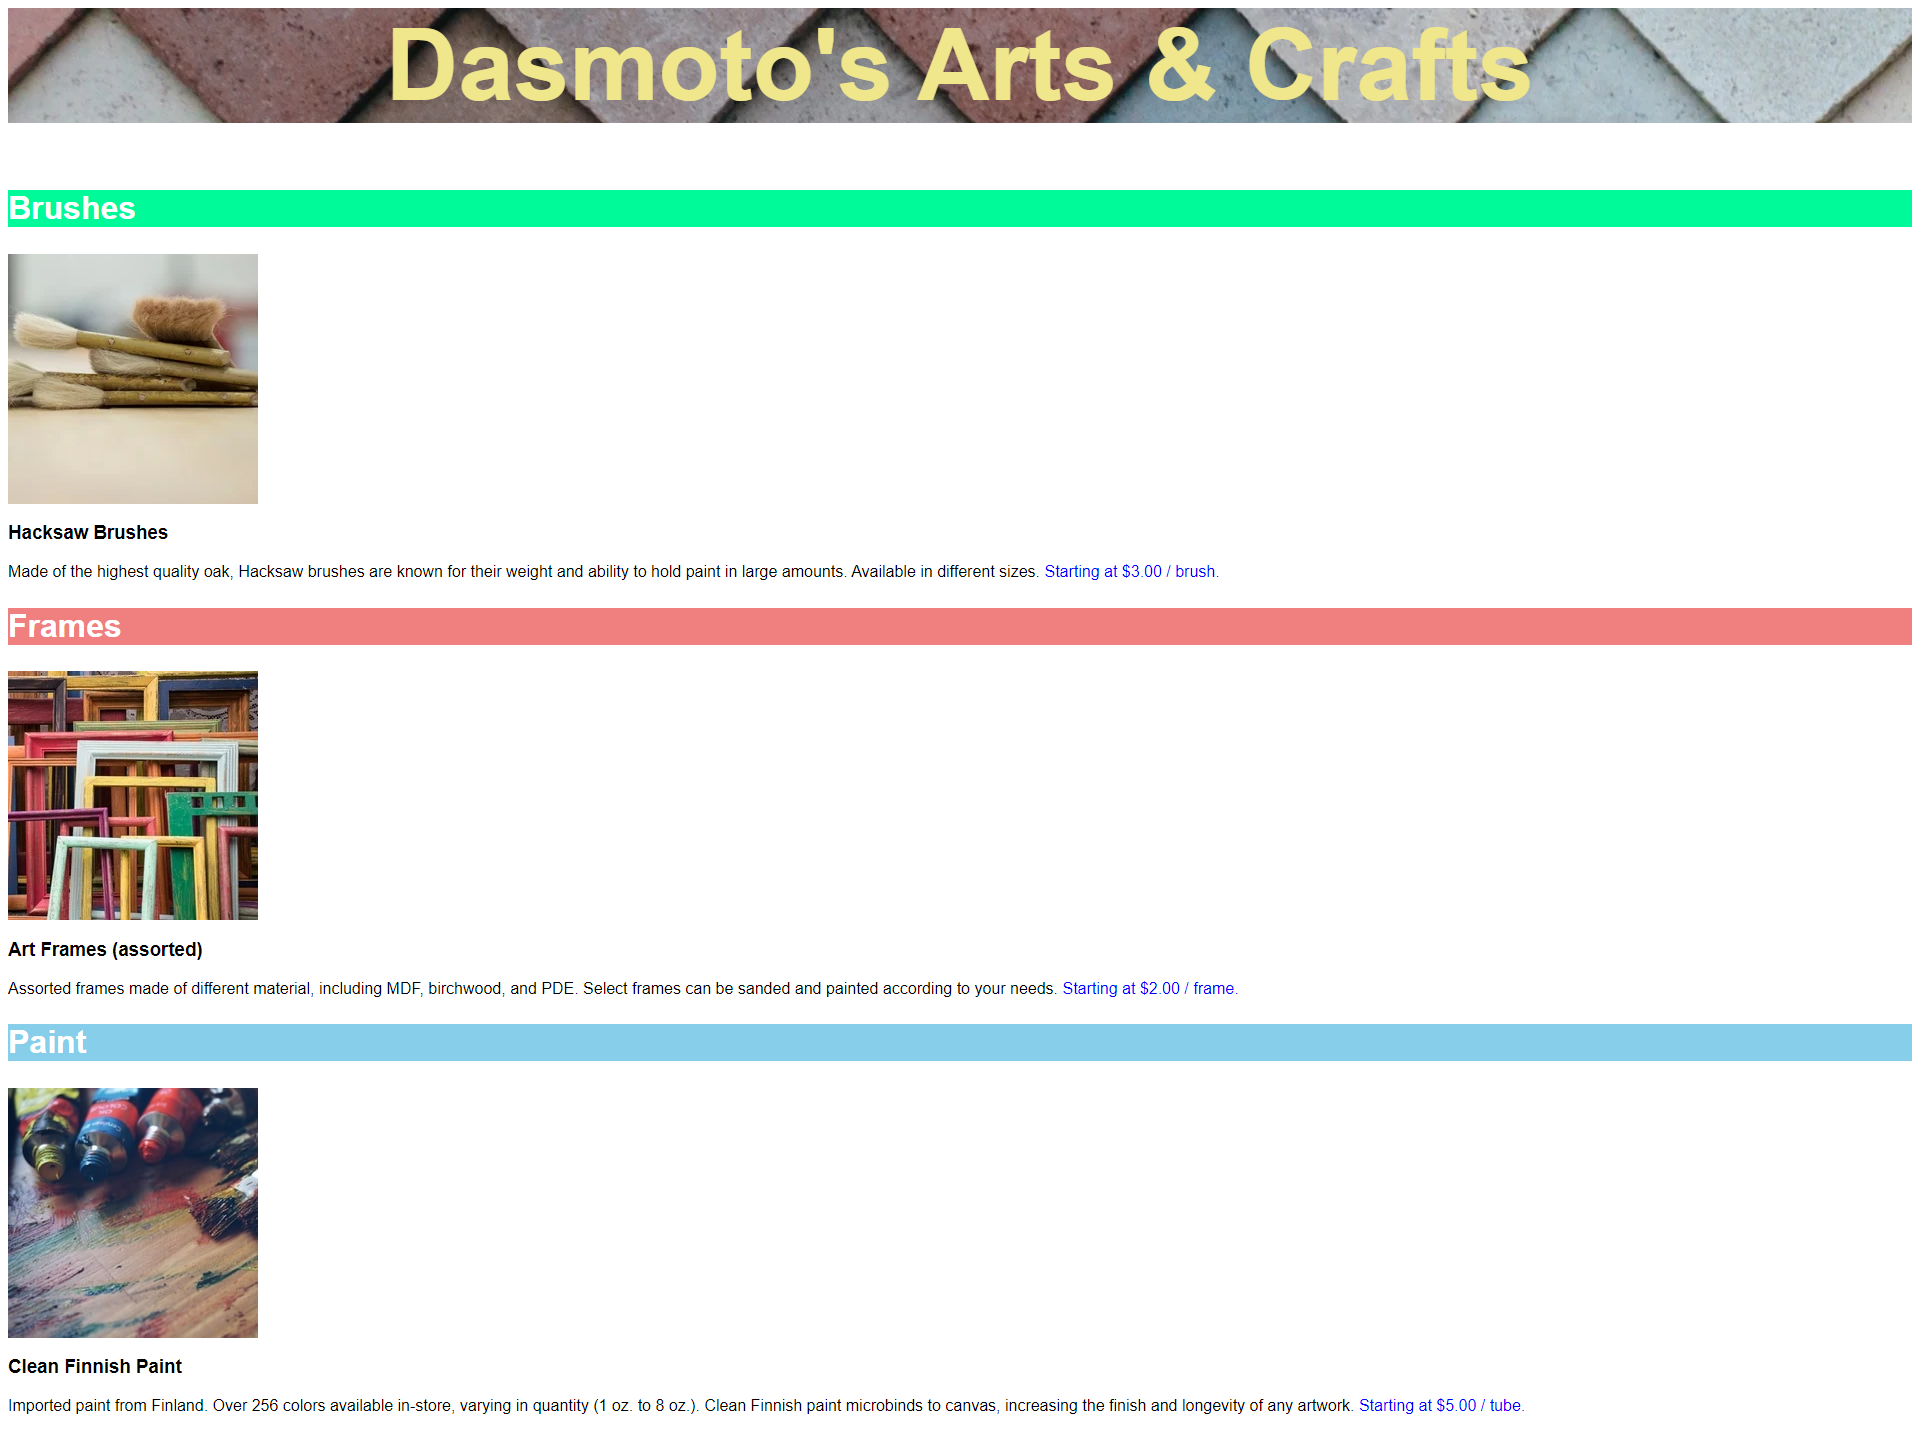 Dasmoto's Arts & Crafts
Brushes
Hacksaw Brushes
Made of the highest quality oak, Hacksaw brushes are known for their weight and ability to hold paint in large amounts. Available in different sizes. Starting at $3.00 / brush.
Frames
Art Frames (assorted)
Assorted frames made of different material, including MDF, birchwood, and PDE. Select frames can be sanded and painted according to your needs. Starting at $2.00 / frame.
Paint
Clean Finnish Paint
Imported paint from Finland. Over 256 colors available in-store, varying in quantity (1 oz. to 8 oz.). Clean Finnish paint microbinds to canvas, increasing the finish and longevity of any artwork. Starting at $5.00 / tube.